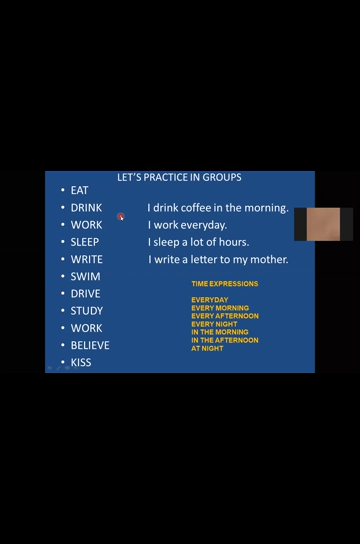 LET'S PRACTICE IN GROUPS
• EAT
• DRINK I drink coffee in the morning.
• WORK I work everyday.
• SLEEP I sleep a lot of hours.
• WRITE I write a letter to my mother.
• SWIM
• DRIVE
• STUDY
• WORK
• BELIEVE
• KISS
TIME EXPRESSIONS
EVERYDAY
EVERY MORNING
EVERY AFTERNOON
EVERY NIGHT
IN THE MORNING
IN THE AFTERNOON
AT NIGHT